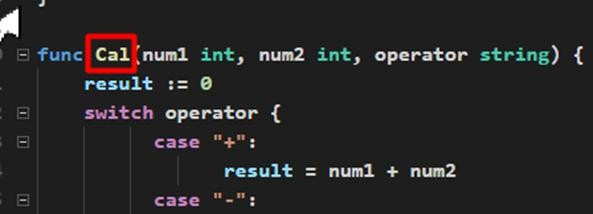 func Cal(num1 int, num2 int, operator string) {
result := 0
switch operator {
case "+":
result = num1 + num2
case "-":